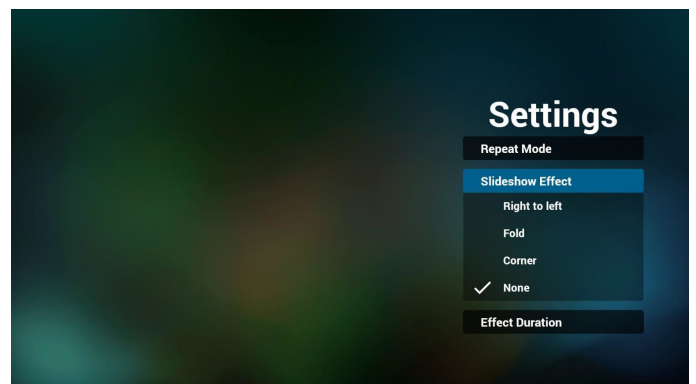 Settings
Repeat Mode
Slideshow Effect
Right to left
Fold
Corner
None
Effect Duration